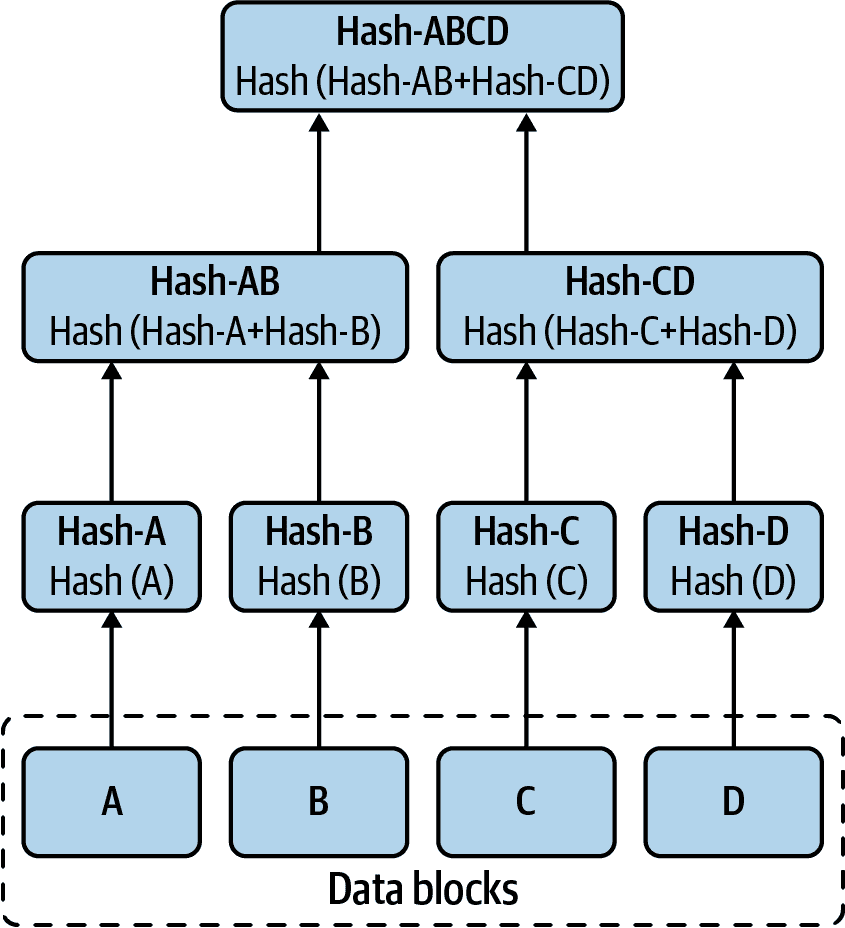 Hash-ABCD
Hash (Hash-AB+Hash-CD)
Hash-AB
Hash (Hash-A+Hash-B)
Hash-CD
Hash (Hash-C+Hash-D)
Hash-A
Hash (A)
Hash-B
Hash (B)
Hash-C
Hash (C)
Hash-D
Hash (D)
A
B
C
D
Data blocks